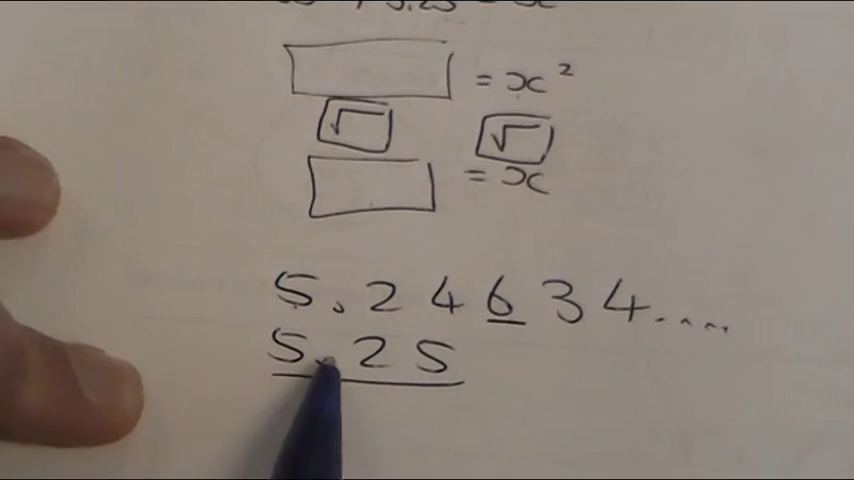 = x²
√ √
= x
5.24634....
5.25